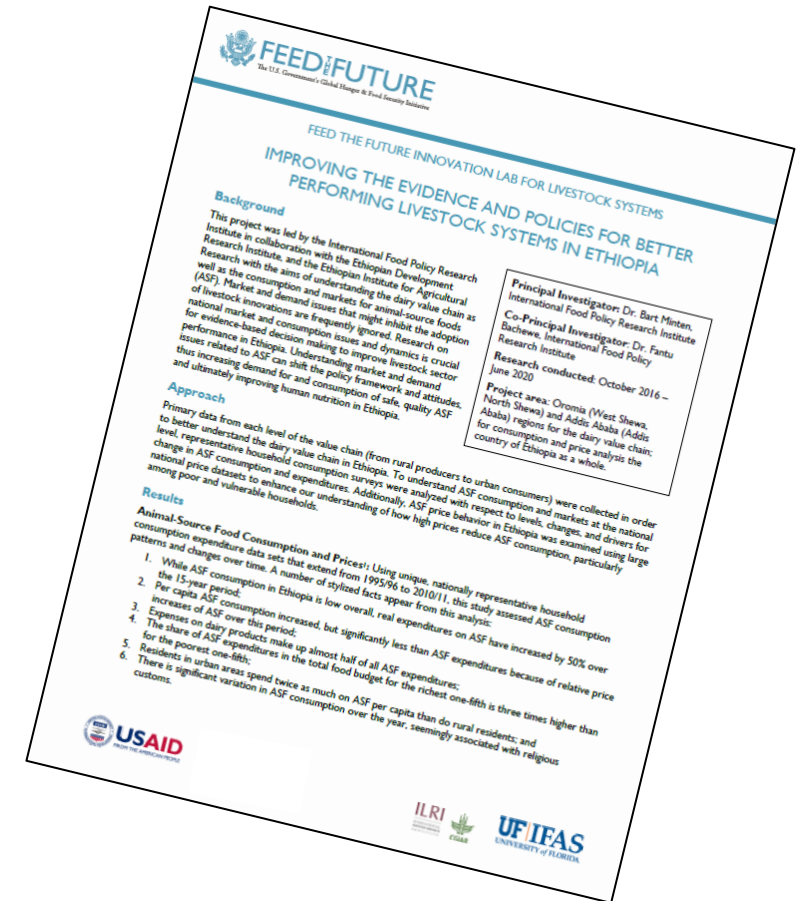 FEED THE FUTURE
The U.S. Government's Global Hunger & Food Security Initiative
FEED THE FUTURE INNOVATION LAB FOR LIVESTOCK SYSTEMS
IMPROVING THE EVIDENCE AND POLICIES FOR BETTER
PERFORMING LIVESTOCK SYSTEMS IN ETHIOPIA
Background
This project was led by the International Food Policy Research
Institute in collaboration with the Ethiopian Development
Research Institute, and the Ethiopian Institute for Agricultural
Research with the aims of understanding the dairy value chain as
well as the consumption and markets for animal-source foods
(ASF). Market and demand issues that might inhibit the adoption
of livestock innovations are frequently ignored. Research on
national market and consumption issues and dynamics is crucial
for evidence-based decision making to improve livestock sector
performance in Ethiopia. Understanding market and demand
issues related to ASF can shift the policy framework and attitudes,
thus increasing demand for and consumption of safe, quality ASF
and ultimately improving human nutrition in Ethiopia.
Principal Investigator: Dr. Bart Minten,
International Food Policy Research Institute
Co-Principal Investigator: Dr. Fantu
Bachewe, International Food Policy
Research Institute
Research conducted: October 2016 –
June 2020
Project area: Oromia (West Shewa,
North Shewa) and Addis Ababa (Addis
Ababa) regions for the dairy value chain;
for consumption and price analysis the
country of Ethiopia as a whole.
Approach
Primary data from each level of the value chain (from rural producers to urban consumers) were collected in order
to better understand the dairy value chain in Ethiopia. To understand ASF consumption and markets at the national
level, representative household consumption surveys were analyzed with respect to levels, changes, and drivers for
change in ASF consumption and expenditures. Additionally, ASF price behavior in Ethiopia was examined using large
national price datasets to enhance our understanding of how high prices reduce ASF consumption, particularly
among poor and vulnerable households.
Results
Animal-Source Food Consumption and Prices¹: Using unique, nationally representative household
consumption expenditure data sets that extend from 1995/96 to 2010/11, this study assessed ASF consumption
patterns and changes over time. A number of stylized facts appear from this analysis:
1. While ASF consumption in Ethiopia is low overall, real expenditures on ASF have increased by 50% over
the 15-year period;
2. Per capita ASF consumption increased, but significantly less than ASF expenditures because of relative price
increases of ASF over this period;
3. Expenses on dairy products make up almost half of all ASF expenditures;
4. The share of ASF expenditures in the total food budget for the richest one-fifth is three times higher than
for the poorest one-fifth;
5. Residents in urban areas spend twice as much on ASF per capita than do rural residents; and
6. There is significant variation in ASF consumption over the year, seemingly associated with religious
customs.
USAID
FROM THE AMERICAN PEOPLE
ILRI
CGIAR
UF|IFAS
UNIVERSITY of FLORIDA